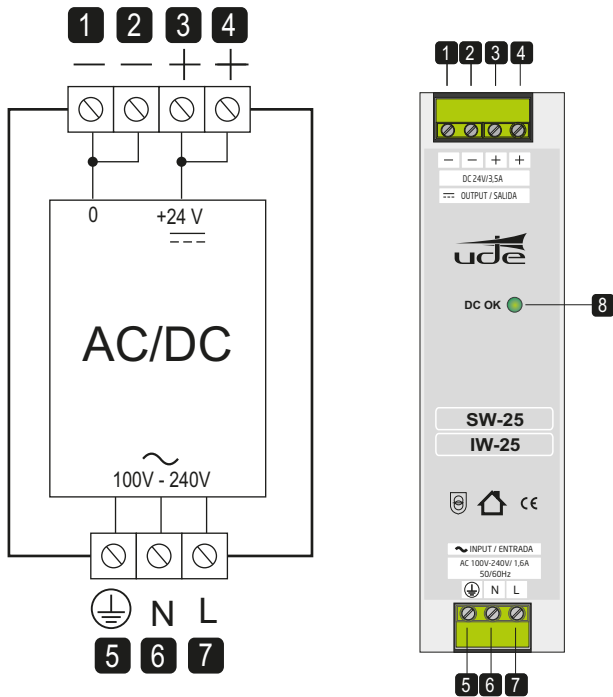 1 2 3 4
— — + +
0 +24 V
AC/DC
100V - 240V
N L
5 6 7
1 2 3 4
— — + +
DC 24V/3,5A
OUTPUT / SALIDA
ude
DC OK
8
SW-25
IW-25
CE
INPUT / ENTRADA
AC 100V-240V/ 1,6A
50/60Hz
N L
5 6 7